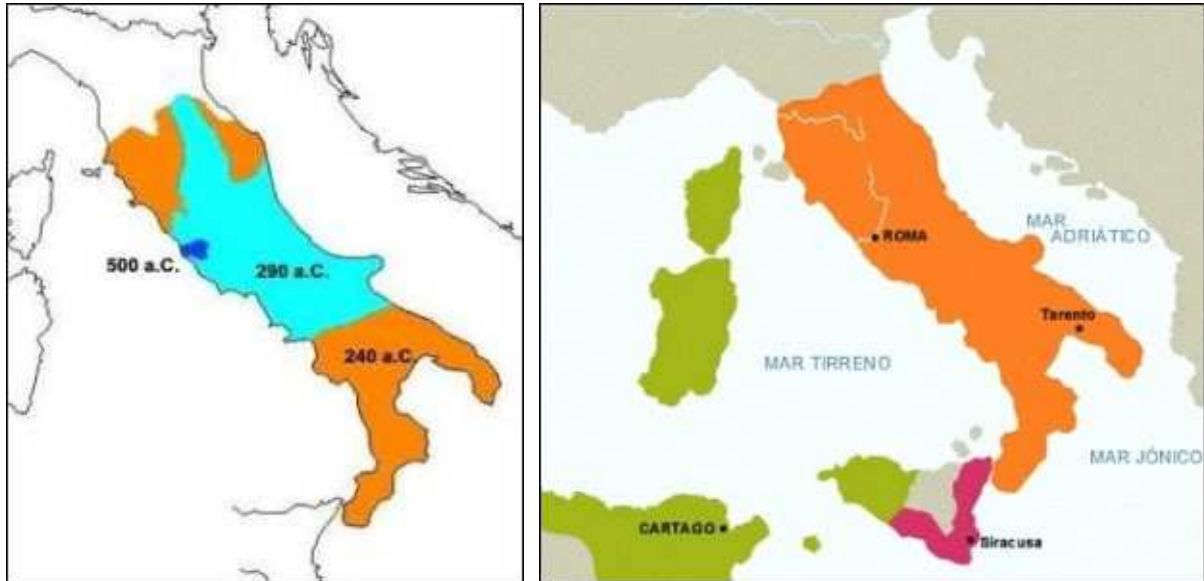 500 a.C.
290 a.C.
240 a.C.
ROMA
MAR
ADRIÁTICO
Tarento
MAR TIRRENO
MAR JÓNICO
CARTAGO
Siracusa